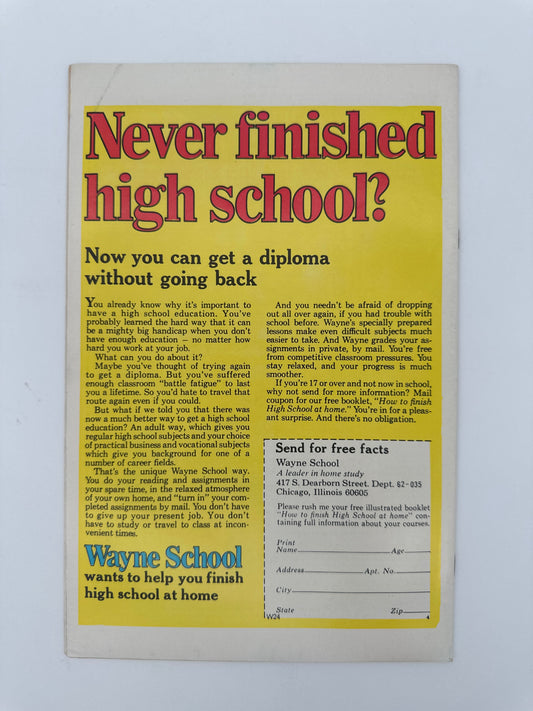 Never finished
high school?
Now you can get a diploma
without going back
You already know why it's important to
have a high school education. You've
probably learned the hard way that it can
be a mighty big handicap when you don't
have enough education – no matter how
hard you work at your job.
What can you do about it?
Maybe you've thought of trying again
to get a diploma. But you've suffered
enough classroom "battle fatigue" to last
you a lifetime. So you'd hate to travel that
route again even if you could.
But what if we told you that there was
now a much better way to get a high school
education? An adult way, which gives you
regular high school subjects and your choice
of practical business and vocational subjects
which give you background for one of a
number of career fields.
That's the unique Wayne School way.
You do your reading and assignments in
your spare time, in the relaxed atmosphere
of your own home, and "turn in" your com-
pleted assignments by mail. You don't have
to give up your present job. You don't
have to study or travel to class at incon-
venient times.
Wayne School
wants to help you finish
high school at home
And you needn't be afraid of dropping
out all over again, if you had trouble with
school before. Wayne's specially prepared
lessons make even difficult subjects much
easier to take. And Wayne grades your as-
signments in private, by mail. You're free
from competitive classroom pressures. You
stay relaxed, and your progress is much
smoother.
If you're 17 or over and not now in school,
why not send for more information? Mail
coupon for our free booklet, "How to finish
High School at home." You're in for a pleas-
ant surprise. And there's no obligation.
Send for free facts
Wayne School
A leader in home study
417 S. Dearborn Street. Dept. 62-035
Chicago, Illinois 60605
Please rush me your free illustrated booklet
"How to finish High School at home" con-
taining full information about your courses.
Print
Name Age
Address Apt. No.
City
State Zip
W24 4